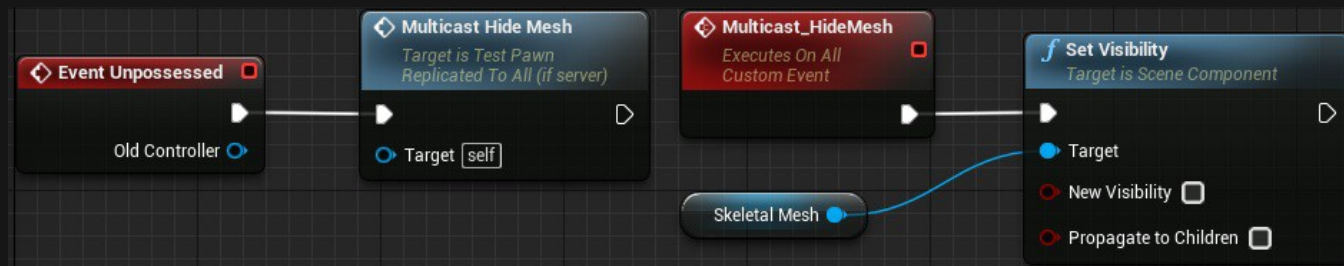 Event Unpossessed
Old Controller
Multicast Hide Mesh
Target is Test Pawn
Replicated To All (if server)
Target self
Multicast_HideMesh
Executes On All
Custom Event
Skeletal Mesh
f Set Visibility
Target is Scene Component
Target
New Visibility
Propagate to Children